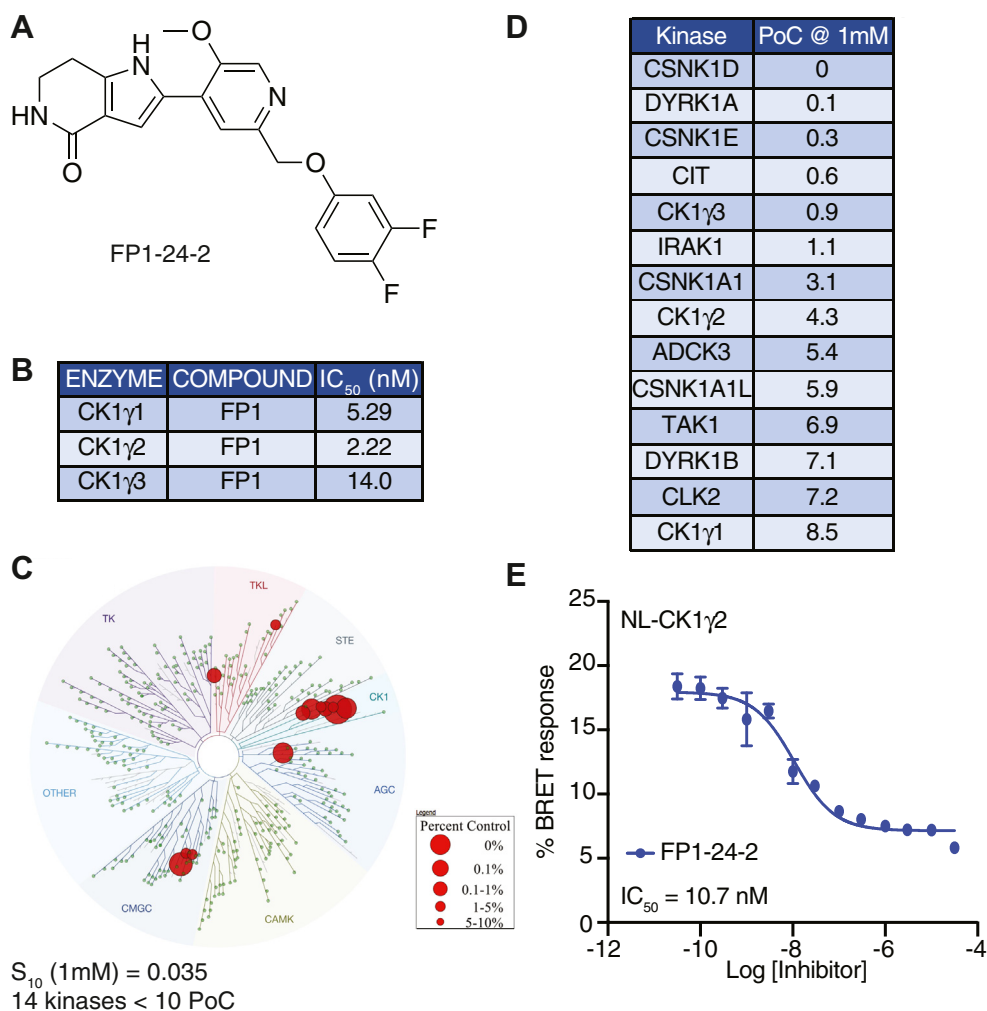 A
H
N
O
O
N
HN
O
O
F
F
FP1-24-2
B
ENZYME COMPOUND IC50 (nM)
CK1γ1 FP1 5.29
CK1γ2 FP1 2.22
CK1γ3 FP1 14.0
C
TK
TKL
STE
CK1
AGC
CAMK
CMGC
OTHER
Legend
Percent Control
0%
0.1%
0.1-1%
1-5%
5-10%
S10 (1mM) = 0.035
14 kinases < 10 PoC
D
Kinase PoC @ 1mM
CSNK1D 0
DYRK1A 0.1
CSNK1E 0.3
CIT 0.6
CK1γ3 0.9
IRAK1 1.1
CSNK1A1 3.1
CK1γ2 4.3
ADCK3 5.4
CSNK1A1L 5.9
TAK1 6.9
DYRK1B 7.1
CLK2 7.2
CK1γ1 8.5
E
NL-CK1γ2
% BRET response
25
20
15
10
5
0
FP1-24-2
IC50 = 10.7 nM
-12 -10 -8 -6 -4
Log [Inhibitor]